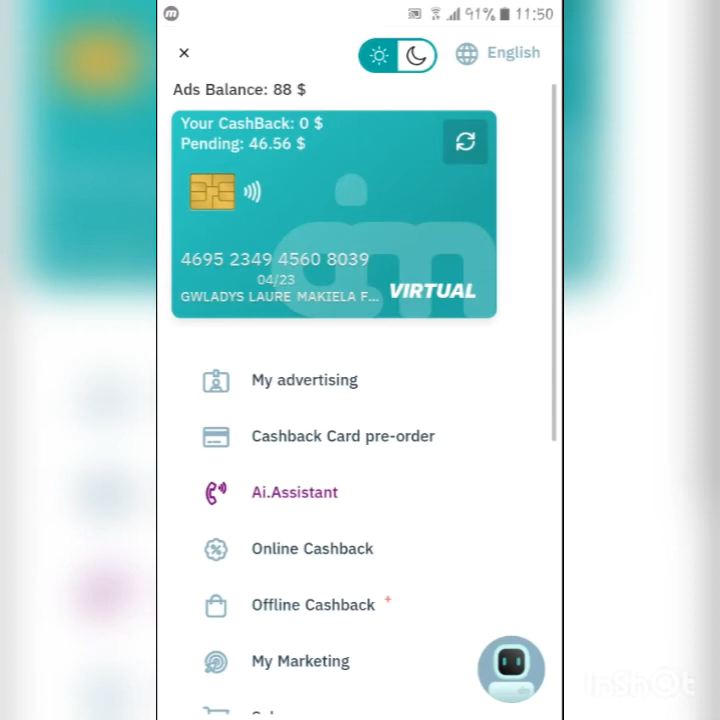 91% 11:50
English
Ads Balance: 88 $
Your CashBack: 0 $
Pending: 46.56 $
4695 2349 4560 8039
04/23
GWLADYS LAURE MAKIELA F...
VIRTUAL
My advertising
Cashback Card pre-order
Ai.Assistant
Online Cashback
Offline Cashback +
My Marketing
InShOt